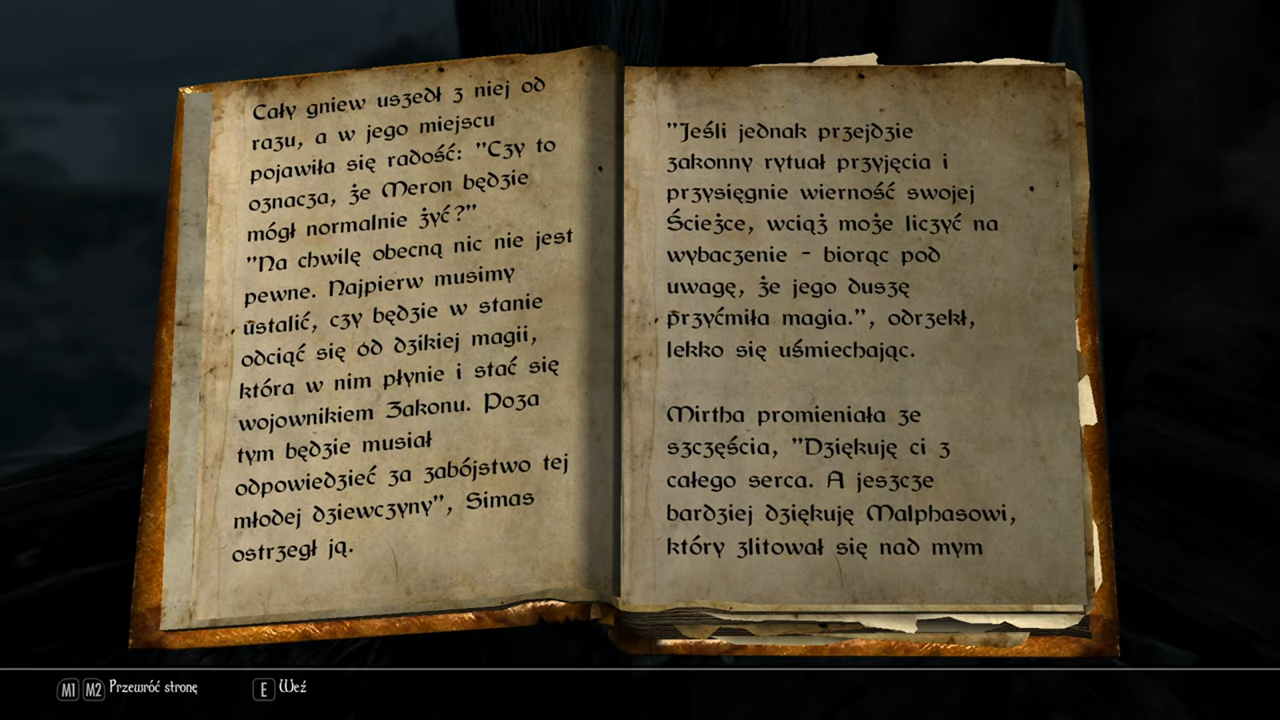 Cały gniew uszedł z niej od
razu, a w jego miejscu
pojawiła się radość: "Czy to
oznacza, że Meron będzie
mógł normalnie żyć?"
"Na chwilę obecną nic nie jest
pewne. Najpierw musimy
ustalić, czy będzie w stanie
odciąć się od dzikiej magii,
która w nim płynie i stać się
wojownikiem Zakonu. Poza
tym będzie musiał
odpowiedzieć za zabójstwo tej
młodej dziewczyny", Simas
ostrzegł ją.
"Jeśli jednak przejdzie
zakonny rytuał przyjęcia i
przysięgnie wierność swojej
Ścieżce, wciąż może liczyć na
wybaczenie - biorąc pod
uwagę, że jego duszę
przyćmiła magia.", odrzekł,
lekko się uśmiechając.
Mirtha promieniała ze
szczęścia, "Dziękuję ci z
całego serca. A jeszcze
bardziej dziękuję Malphasowi,
który zlitował się nad mym
M1 M2 Przewróć stronę
E Weź